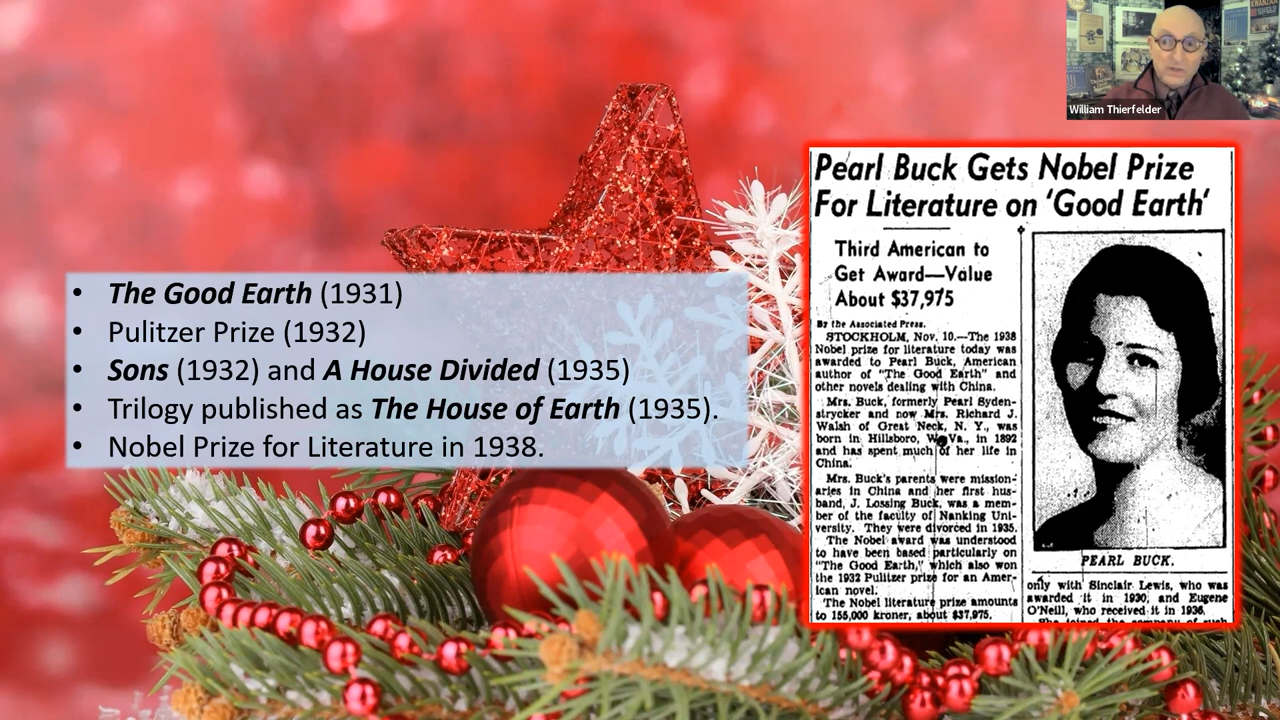 William Thierfelder
• The Good Earth (1931)
• Pulitzer Prize (1932)
• Sons (1932) and A House Divided (1935)
• Trilogy published as The House of Earth (1935).
• Nobel Prize for Literature in 1938.
Pearl Buck Gets Nobel Prize
For Literature on 'Good Earth'
Third American to
Get Award—Value
About $37,975
By the Associated Press.
STOCKHOLM, Nov. 10.—The 1938
Nobel prize for literature today was
awarded to Pearl Buck, American
author of "The Good Earth" and
other novels dealing with China.
Mrs. Buck, formerly Pearl Syden-
strycker and now Mrs. Richard J.
Walsh of Great Neck, N. Y., was
born in Hillsboro, W. Va., in 1892
and has spent much of her life in
China.
Mrs. Buck's parents were mission-
aries in China and her first hus-
band, J. Lossing Buck, was a mem-
ber of the faculty of Nanking Uni-
versity. They were divorced in 1935.
The Nobel award was understood
to have been based particularly on
"The Good Earth," which also won
the 1932 Pulitzer prize for an Amer-
ican novel.
The Nobel literature prize amounts
to 155,000 kroner, about $37,975.
PEARL BUCK.
only with Sinclair Lewis, who was
awarded it in 1930, and Eugene
O'Neill, who received it in 1936.